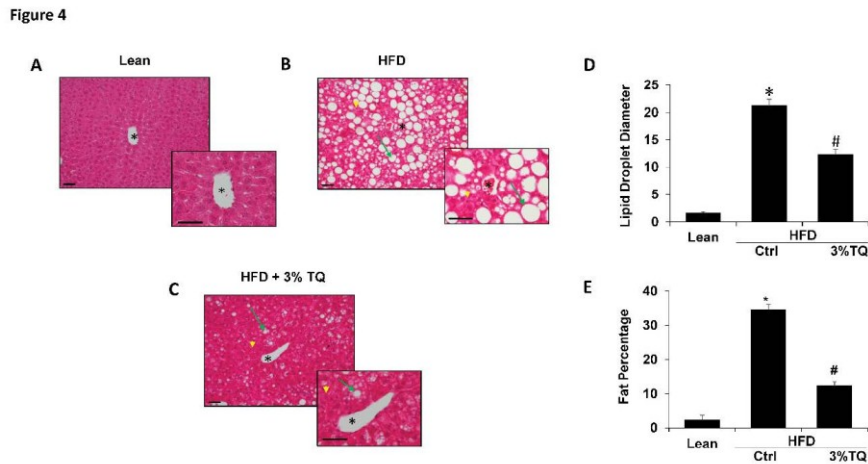 Figure 4
A
Lean
*
*
B
HFD
*
*
C
HFD + 3% TQ
*
*
D
Lipid Droplet Diameter
25
20
15
10
5
0
*
#
Lean
HFD
Ctrl
3%TQ
E
Fat Percentage
40
30
20
10
0
*
#
Lean
HFD
Ctrl
3%TQ